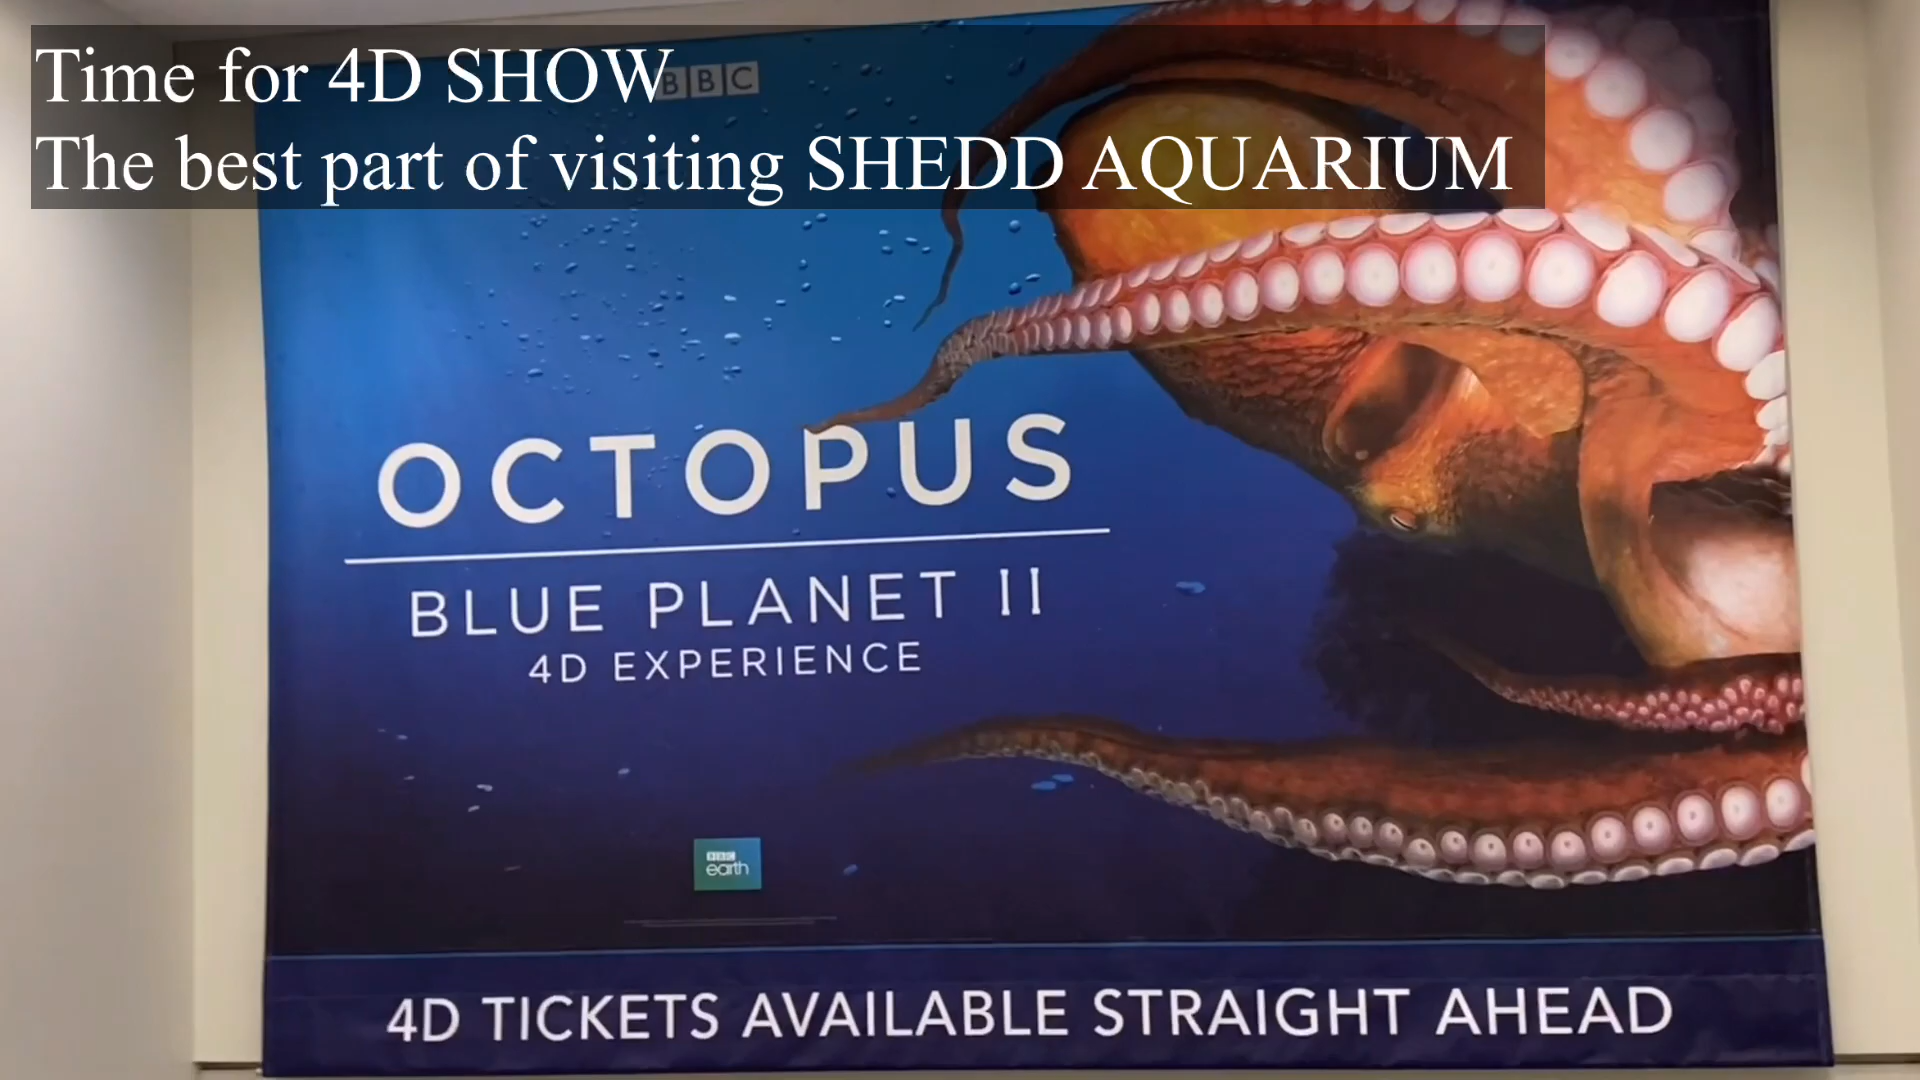 Time for 4D SHOW
The best part of visiting SHEDD AQUARIUM
BBC
OCTOPUS
BLUE PLANET II
4D EXPERIENCE
BBC
earth
4D TICKETS AVAILABLE STRAIGHT AHEAD